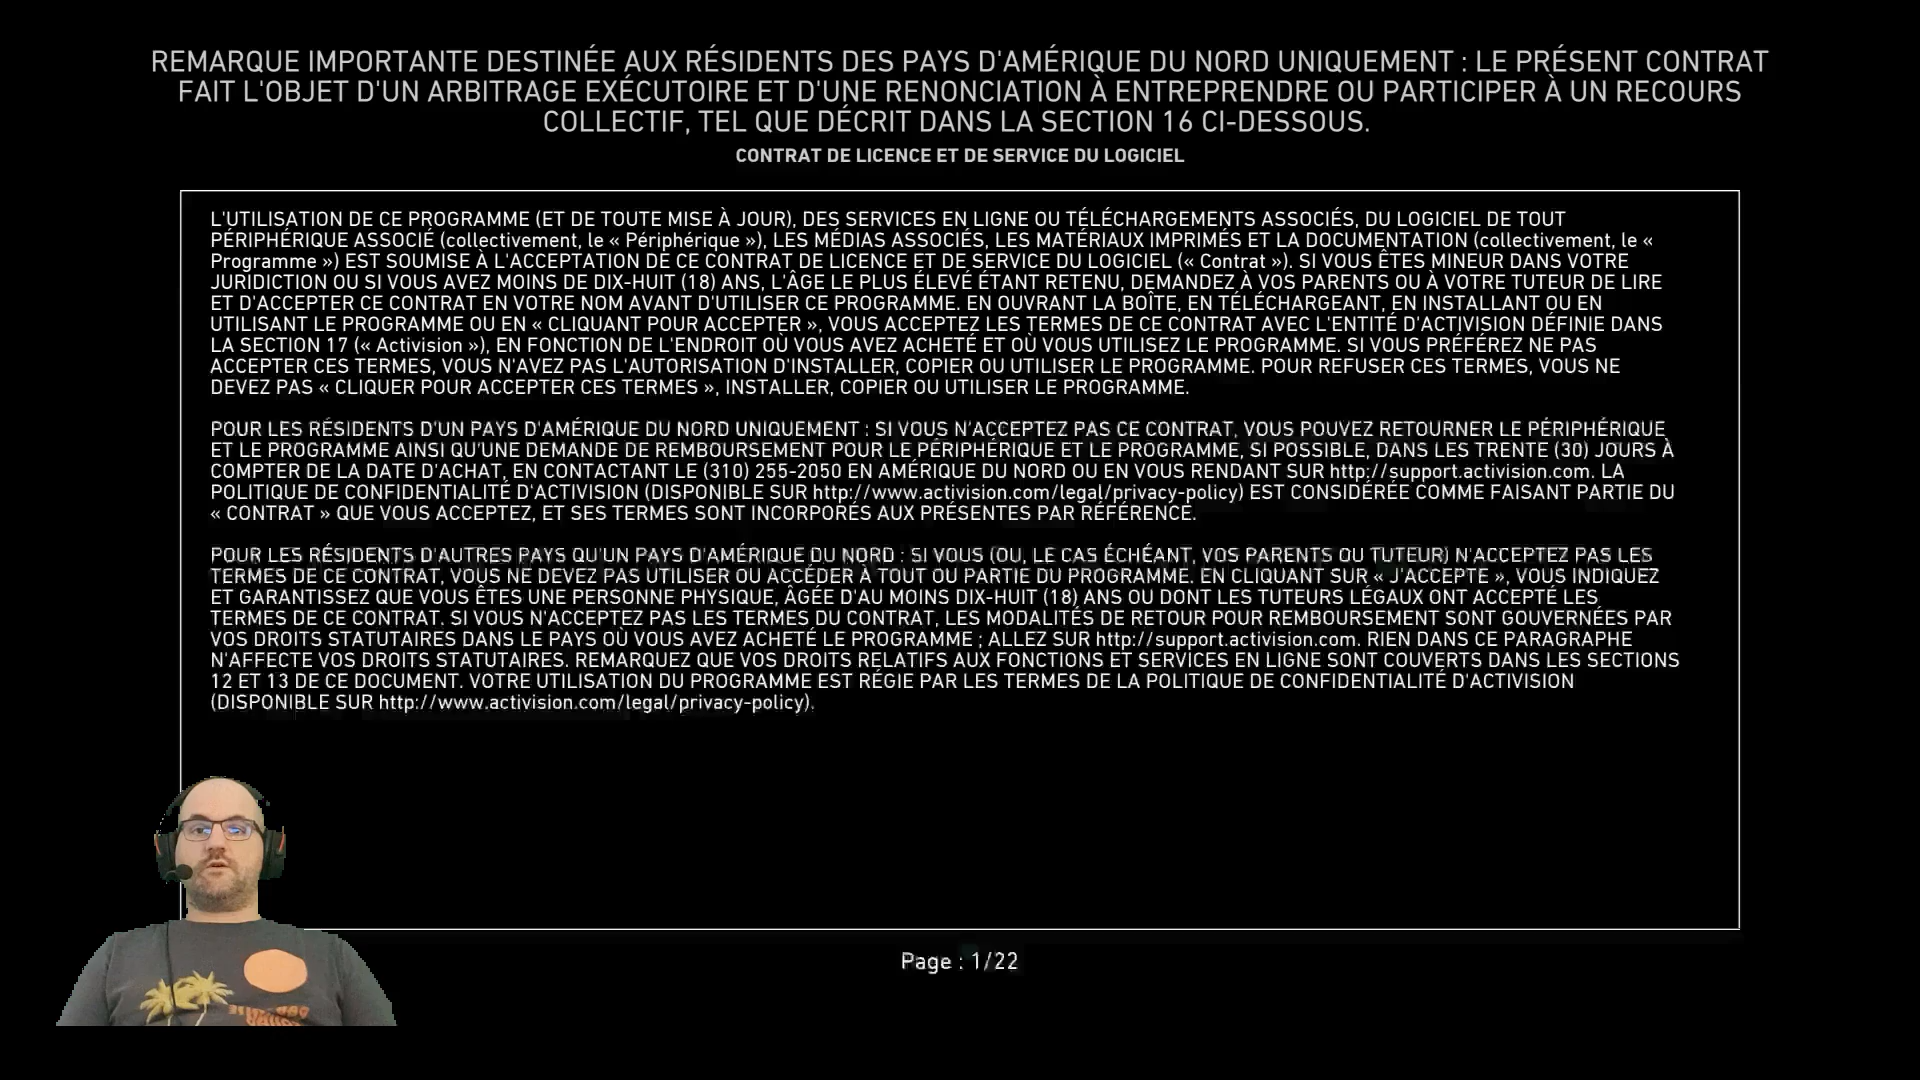 REMARQUE IMPORTANTE DESTINÉE AUX RÉSIDENTS DES PAYS D'AMÉRIQUE DU NORD UNIQUEMENT : LE PRÉSENT CONTRAT
FAIT L'OBJET D'UN ARBITRAGE EXÉCUTOIRE ET D'UNE RENONCIATION À ENTREPRENDRE OU PARTICIPER À UN RECOURS
COLLECTIF, TEL QUE DÉCRIT DANS LA SECTION 16 CI-DESSOUS.
CONTRAT DE LICENCE ET DE SERVICE DU LOGICIEL
L'UTILISATION DE CE PROGRAMME (ET DE TOUTE MISE À JOUR), DES SERVICES EN LIGNE OU TÉLÉCHARGEMENTS ASSOCIÉS, DU LOGICIEL DE TOUT
PÉRIPHÉRIQUE ASSOCIÉ (collectivement, le « Périphérique »), LES MÉDIAS ASSOCIÉS, LES MATÉRIAUX IMPRIMÉS ET LA DOCUMENTATION (collectivement, le «
Programme ») EST SOUMISE À L'ACCEPTATION DE CE CONTRAT DE LICENCE ET DE SERVICE DU LOGICIEL (« Contrat »). SI VOUS ÊTES MINEUR DANS VOTRE
JURIDICTION OU SI VOUS AVEZ MOINS DE DIX-HUIT (18) ANS, L'ÂGE LE PLUS ÉLEVÉ ÉTANT RETENU, DEMANDEZ À VOS PARENTS OU À VOTRE TUTEUR DE LIRE
ET D'ACCEPTER CE CONTRAT EN VOTRE NOM AVANT D'UTILISER CE PROGRAMME. EN OUVRANT LA BOÎTE, EN TÉLÉCHARGEANT, EN INSTALLANT OU EN
UTILISANT LE PROGRAMME OU EN « CLIQUANT POUR ACCEPTER », VOUS ACCEPTEZ LES TERMES DE CE CONTRAT AVEC L'ENTITÉ D'ACTIVISION DÉFINIE DANS
LA SECTION 17 (« Activision »), EN FONCTION DE L'ENDROIT OÙ VOUS AVEZ ACHETÉ ET OÙ VOUS UTILISEZ LE PROGRAMME. SI VOUS PRÉFÉREZ NE PAS
ACCEPTER CES TERMES, VOUS N'AVEZ PAS L'AUTORISATION D'INSTALLER, COPIER OU UTILISER LE PROGRAMME. POUR REFUSER CES TERMES, VOUS NE
DEVEZ PAS « CLIQUER POUR ACCEPTER CES TERMES », INSTALLER, COPIER OU UTILISER LE PROGRAMME.
POUR LES RÉSIDENTS D'UN PAYS D'AMÉRIQUE DU NORD UNIQUEMENT : SI VOUS N'ACCEPTEZ PAS CE CONTRAT, VOUS POUVEZ RETOURNER LE PÉRIPHÉRIQUE
ET LE PROGRAMME AINSI QU'UNE DEMANDE DE REMBOURSEMENT POUR LE PÉRIPHÉRIQUE ET LE PROGRAMME, SI POSSIBLE, DANS LES TRENTE (30) JOURS À
COMPTER DE LA DATE D'ACHAT, EN CONTACTANT LE (310) 255-2050 EN AMÉRIQUE DU NORD OU EN VOUS RENDANT SUR http://support.activision.com. LA
POLITIQUE DE CONFIDENTIALITÉ D'ACTIVISION (DISPONIBLE SUR http://www.activision.com/legal/privacy-policy) EST CONSIDÉRÉE COMME FAISANT PARTIE DU
« CONTRAT » QUE VOUS ACCEPTEZ, ET SES TERMES SONT INCORPORÉS AUX PRÉSENTES PAR RÉFÉRENCE.
POUR LES RÉSIDENTS D'AUTRES PAYS QU'UN PAYS D'AMÉRIQUE DU NORD : SI VOUS (OU, LE CAS ÉCHÉANT, VOS PARENTS OU TUTEUR) N'ACCEPTEZ PAS LES
TERMES DE CE CONTRAT, VOUS NE DEVEZ PAS UTILISER OU ACCÉDER À TOUT OU PARTIE DU PROGRAMME. EN CLIQUANT SUR « J'ACCEPTE », VOUS INDIQUEZ
ET GARANTISSEZ QUE VOUS ÊTES UNE PERSONNE PHYSIQUE, ÂGÉE D'AU MOINS DIX-HUIT (18) ANS OU DONT LES TUTEURS LÉGAUX ONT ACCEPTÉ LES
TERMES DE CE CONTRAT. SI VOUS N'ACCEPTEZ PAS LES TERMES DU CONTRAT, LES MODALITÉS DE RETOUR POUR REMBOURSEMENT SONT GOUVERNÉES PAR
VOS DROITS STATUTAIRES DANS LE PAYS OÙ VOUS AVEZ ACHETÉ LE PROGRAMME ; ALLEZ SUR http://support.activision.com. RIEN DANS CE PARAGRAPHE
N'AFFECTE VOS DROITS STATUTAIRES. REMARQUEZ QUE VOS DROITS RELATIFS AUX FONCTIONS ET SERVICES EN LIGNE SONT COUVERTS DANS LES SECTIONS
12 ET 13 DE CE DOCUMENT. VOTRE UTILISATION DU PROGRAMME EST RÉGIE PAR LES TERMES DE LA POLITIQUE DE CONFIDENTIALITÉ D'ACTIVISION
(DISPONIBLE SUR http://www.activision.com/legal/privacy-policy).
Page : 1/22